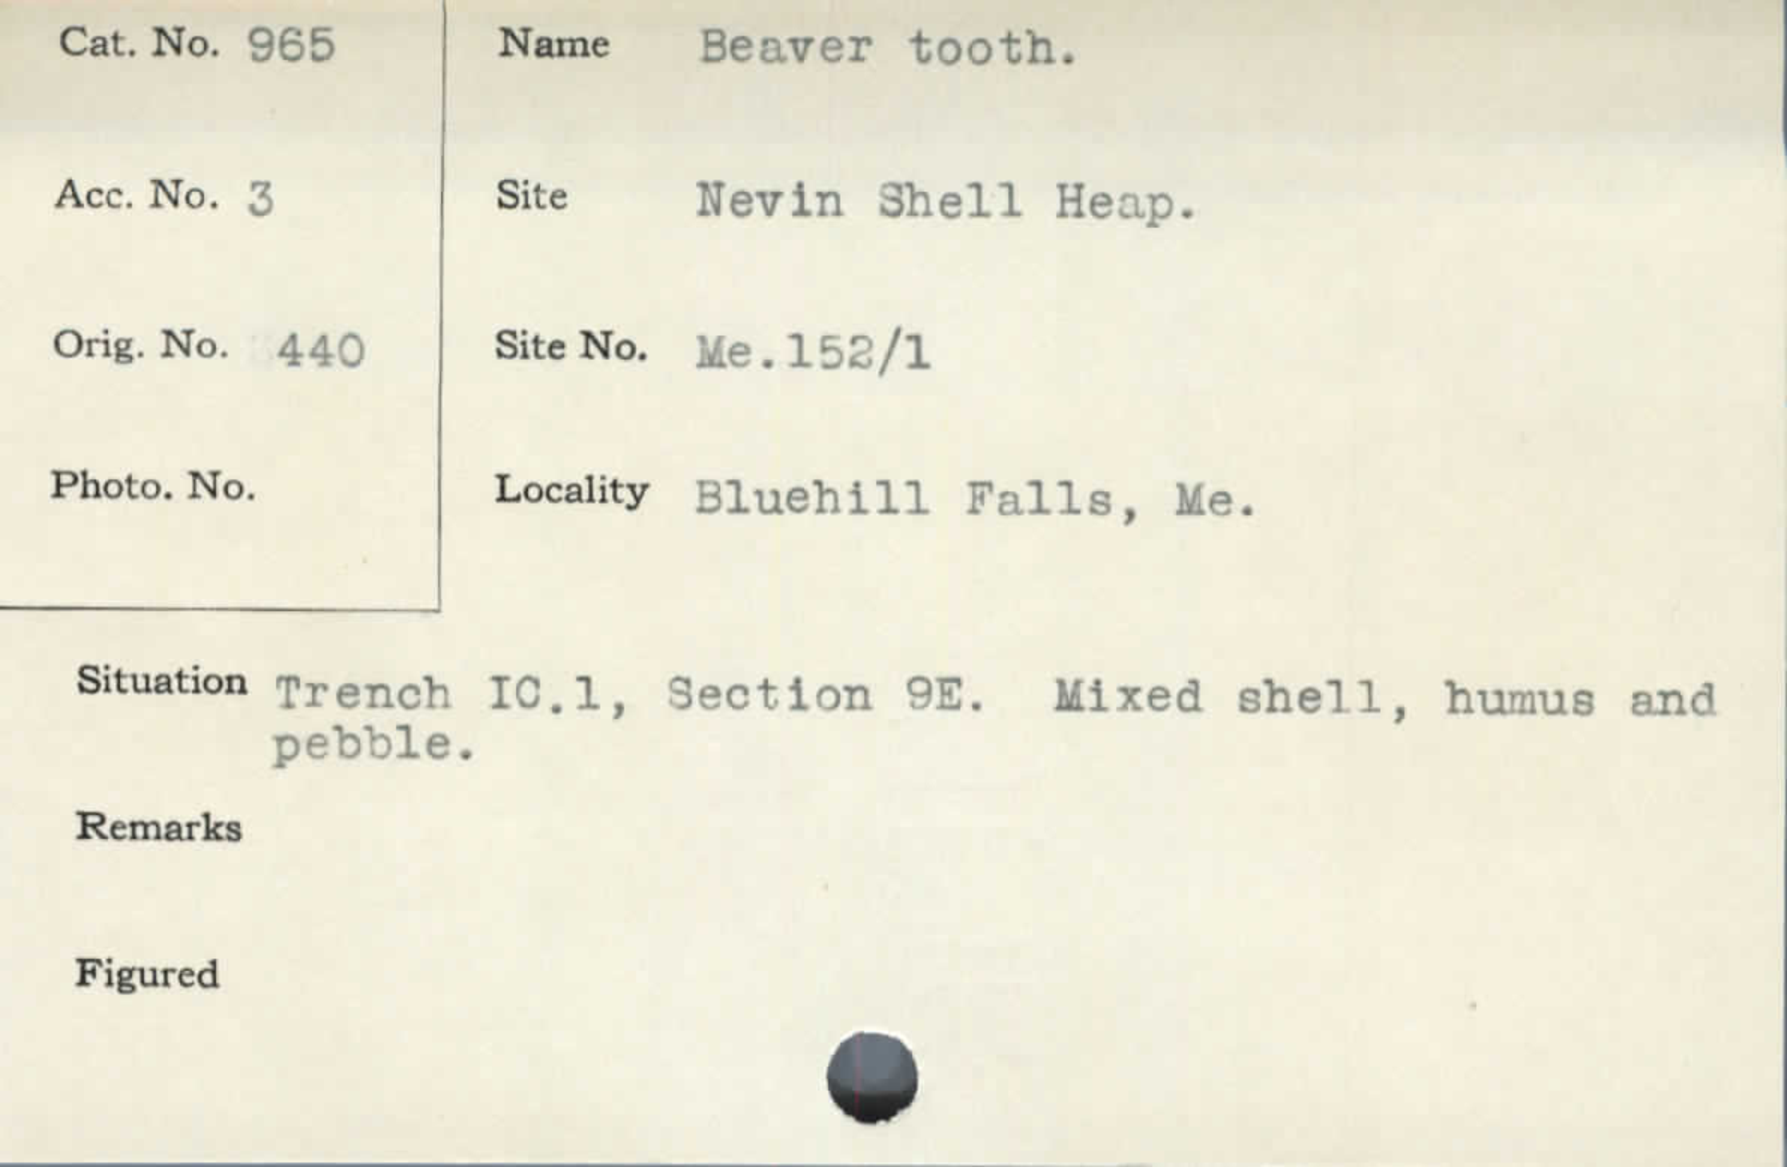 Cat. No. 965
Name Beaver tooth.
Acc. No. 3
Site Nevin Shell Heap.
Orig. No. 440
Site No. Me.152/1
Photo. No.
Locality Bluehill Falls, Me.
Situation Trench IC.1, Section 9E. Mixed shell, humus and
pebble.
Remarks
Figured